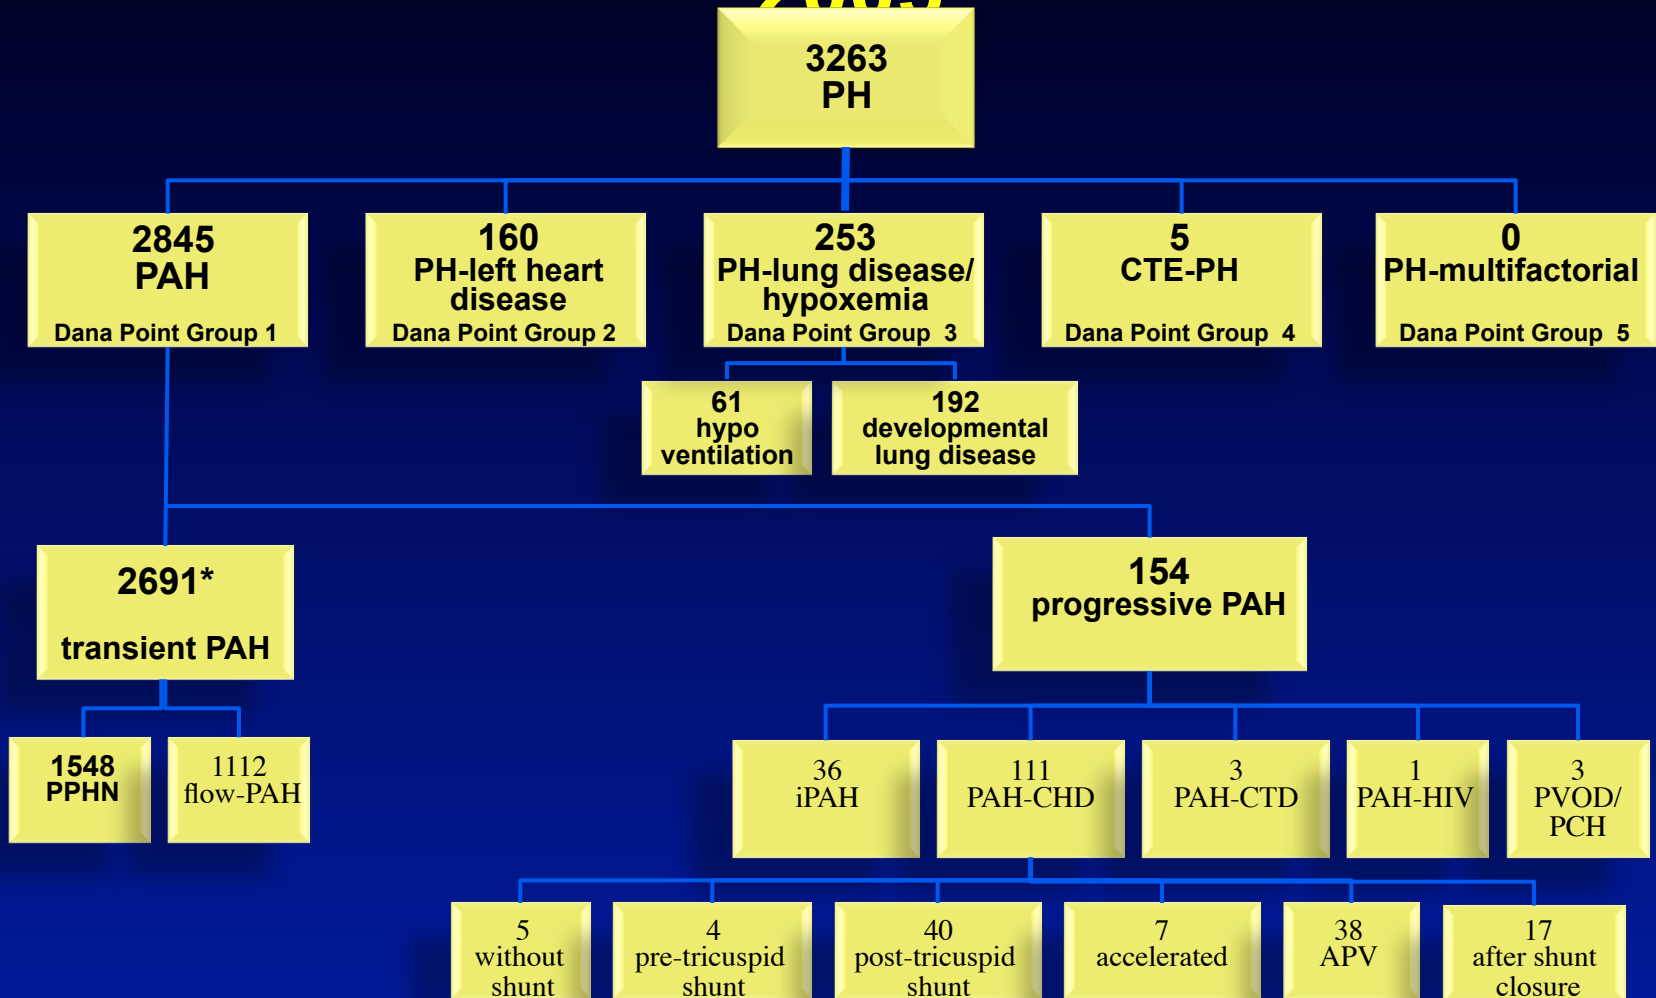 3263
PH
2845
PAH
Dana Point Group 1
160
PH-left heart
disease
Dana Point Group 2
253
PH-lung disease/
hypoxemia
Dana Point Group 3
5
CTE-PH
Dana Point Group 4
0
PH-multifactorial
Dana Point Group 5
61
hypo
ventilation
192
developmental
lung disease
2691*
transient PAH
154
progressive PAH
1548
PPHN
1112
flow-PAH
36
iPAH
111
PAH-CHD
3
PAH-CTD
1
PAH-HIV
3
PVOD/
PCH
5
without
shunt
4
pre-tricuspid
shunt
40
post-tricuspid
shunt
7
accelerated
38
APV
17
after shunt
closure